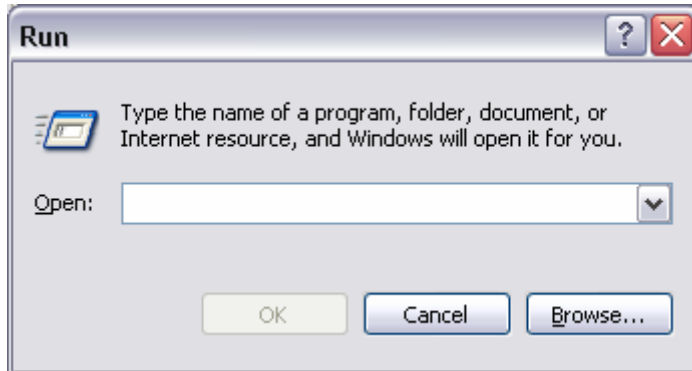 Run
Type the name of a program, folder, document, or
Internet resource, and Windows will open it for you.
Open:
OK Cancel Browse...